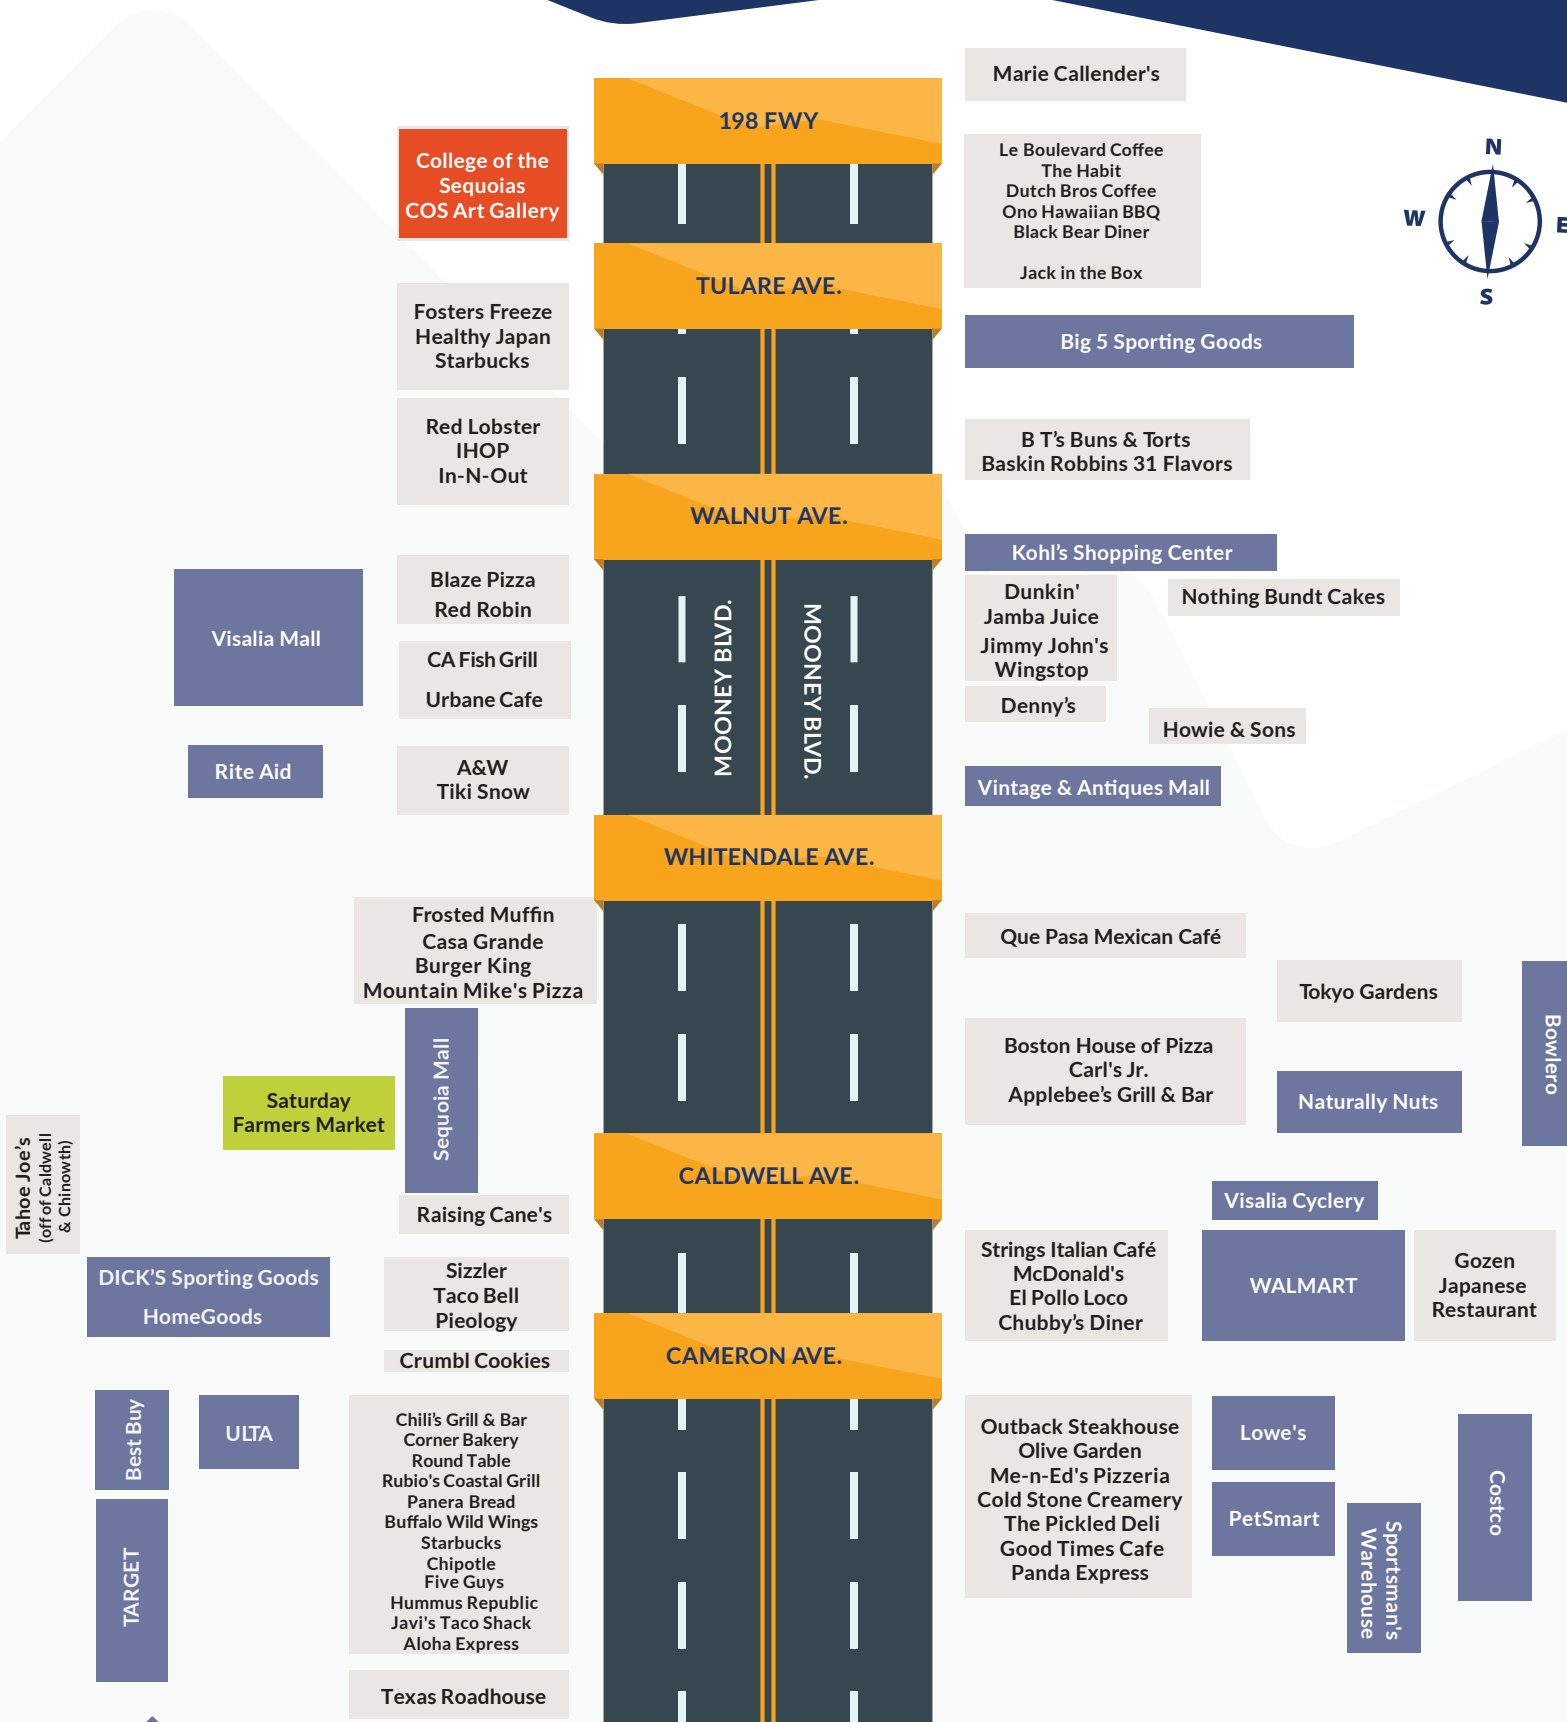 Marie Callender's
198 FWY
College of the
Sequoias
COS Art Gallery
Le Boulevard Coffee
The Habit
Dutch Bros Coffee
Ono Hawaiian BBQ
Black Bear Diner
Jack in the Box
N
W
E
S
TULARE AVE.
Fosters Freeze
Healthy Japan
Starbucks
Big 5 Sporting Goods
Red Lobster
IHOP
In-N-Out
B T’s Buns & Torts
Baskin Robbins 31 Flavors
WALNUT AVE.
Kohl’s Shopping Center
Visalia Mall
Blaze Pizza
Red Robin
CA Fish Grill
Urbane Cafe
MOONEY BLVD.
MOONEY BLVD.
Dunkin'
Jamba Juice
Jimmy John's
Wingstop
Nothing Bundt Cakes
Denny’s
Howie & Sons
Rite Aid
A&W
Tiki Snow
Vintage & Antiques Mall
WHITENDALE AVE.
Frosted Muffin
Casa Grande
Burger King
Mountain Mike's Pizza
Que Pasa Mexican Café
Tokyo Gardens
Bowlero
Sequoia Mall
Saturday
Farmers Market
Boston House of Pizza
Carl's Jr.
Applebee’s Grill & Bar
Naturally Nuts
Tahoe Joe’s
(off of Caldwell
& Chinowth)
CALDWELL AVE.
Raising Cane's
Visalia Cyclery
DICK’S Sporting Goods
HomeGoods
Sizzler
Taco Bell
Pieology
Strings Italian Café
McDonald's
El Pollo Loco
Chubby’s Diner
WALMART
Gozen
Japanese
Restaurant
Crumbl Cookies
CAMERON AVE.
Best Buy
ULTA
TARGET
Chili’s Grill & Bar
Corner Bakery
Round Table
Rubio's Coastal Grill
Panera Bread
Buffalo Wild Wings
Starbucks
Chipotle
Five Guys
Hummus Republic
Javi's Taco Shack
Aloha Express
Outback Steakhouse
Olive Garden
Me-n-Ed's Pizzeria
Cold Stone Creamery
The Pickled Deli
Good Times Cafe
Panda Express
Lowe's
PetSmart
Sportsman's
Warehouse
Costco
Texas Roadhouse